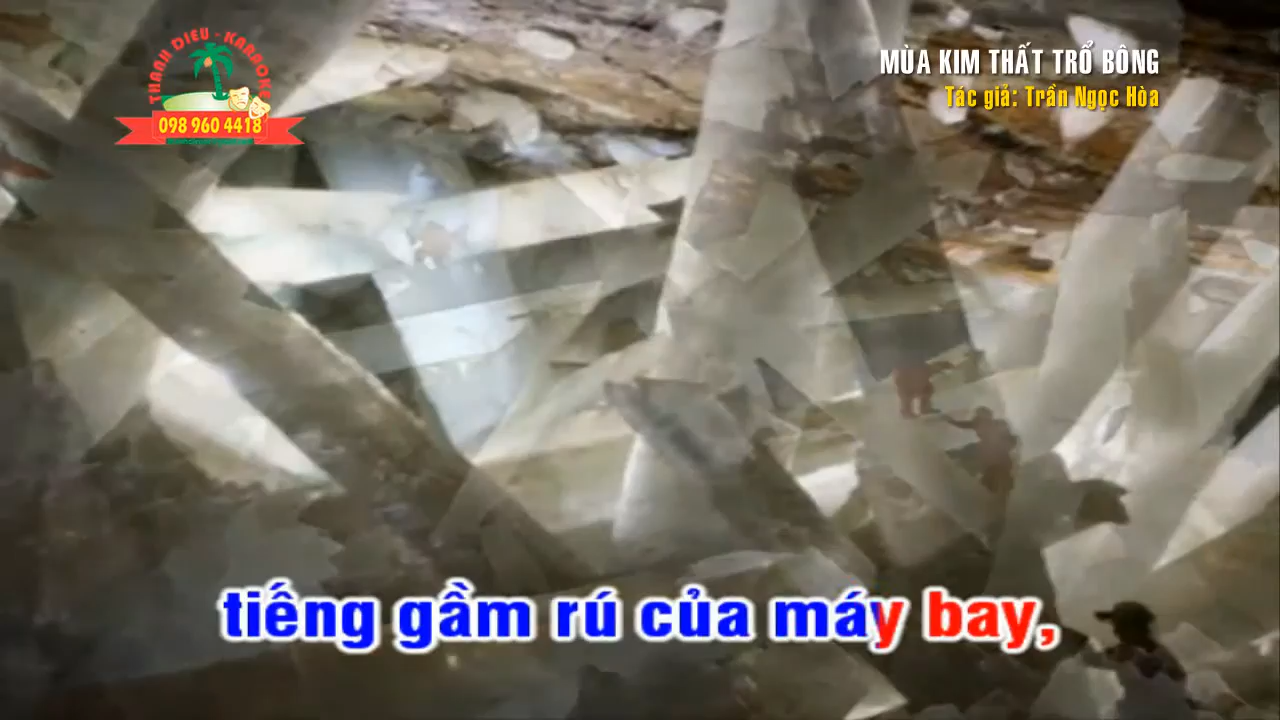 THANH DIEU - KARAOKE
098 960 4418
MÙA KIM THẤT TRỔ BÔNG
Tác giả: Trần Ngọc Hòa
tiếng gầm rú của máy bay,